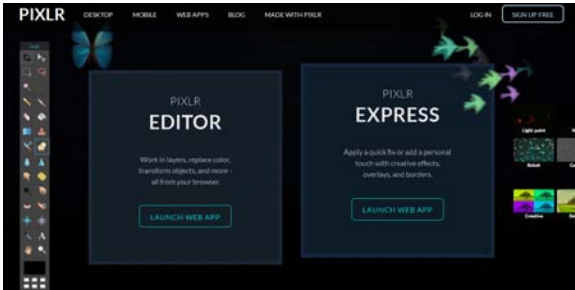 PIXLR
DESKTOP MOBILE WEB APPS BLOG MADE WITH PIXLR LOG IN SIGN UP FREE
PIXLR
EDITOR
Work in layers, replace color,
transform objects, and more -
all from your browser.
LAUNCH WEB APP
PIXLR
EXPRESS
Apply a quick fix or add a personal
touch with creative effects,
overlays, and borders.
LAUNCH WEB APP
Light paint
Bokeh
Creative